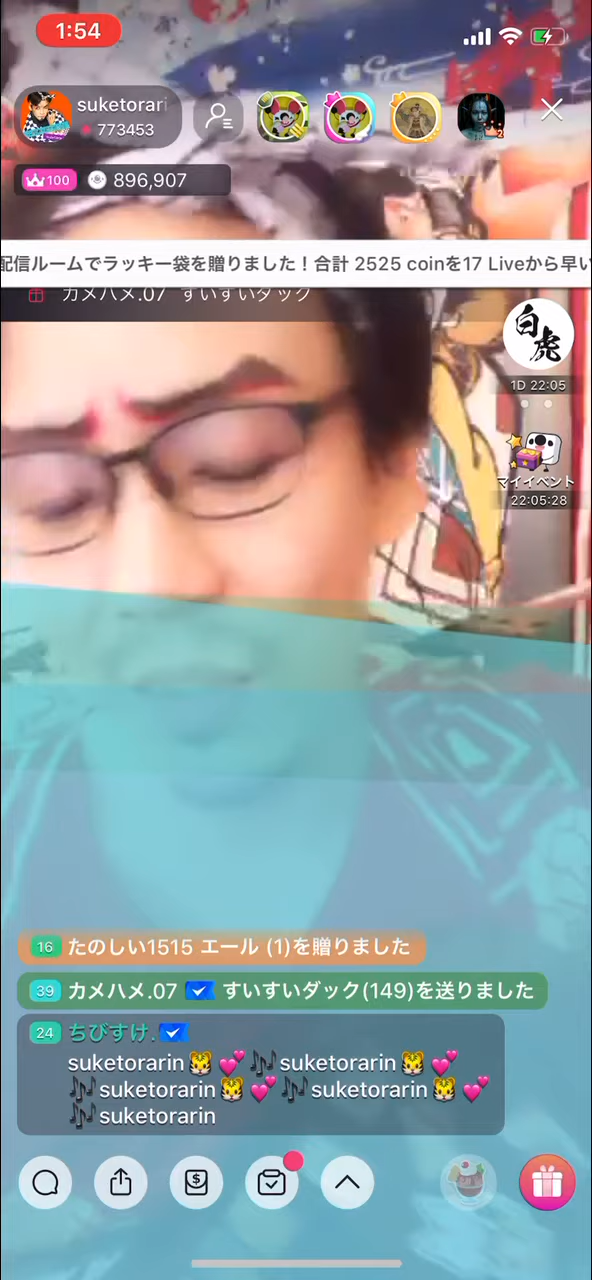 1:54
suketorari
773453
100 896,907
配信ルームでラッキー袋を贈りました！合計 2525 coinを17 Liveから早い
カメハメ.07 すいすいダック
白虎
1D 22:05
マイイベント
22:05:28
16 たのしい1515 エール (1)を贈りました
39 カメハメ.07 すいすいダック(149)を送りました
24 ちびすけ.
suketorarin🐯💕🎶suketorarin🐯💕
🎶suketorarin🐯💕🎶suketorarin🐯💕
🎶suketorarin